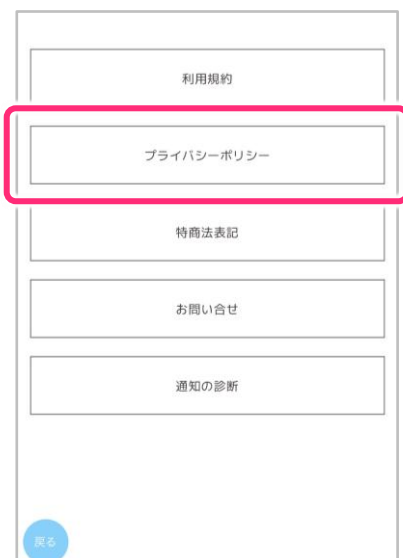 利用規約
プライバシーポリシー
特商法表記
お問い合せ
通知の診断
戻る